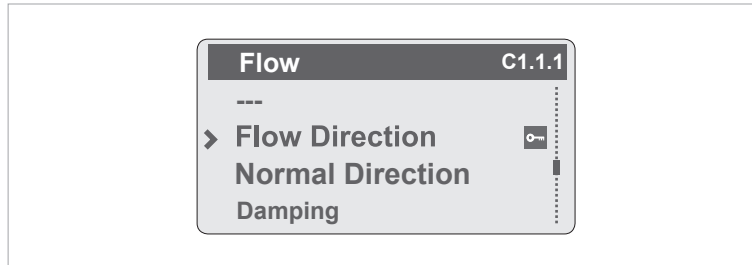 Flow C1.1.1
---
Flow Direction
Normal Direction
Damping